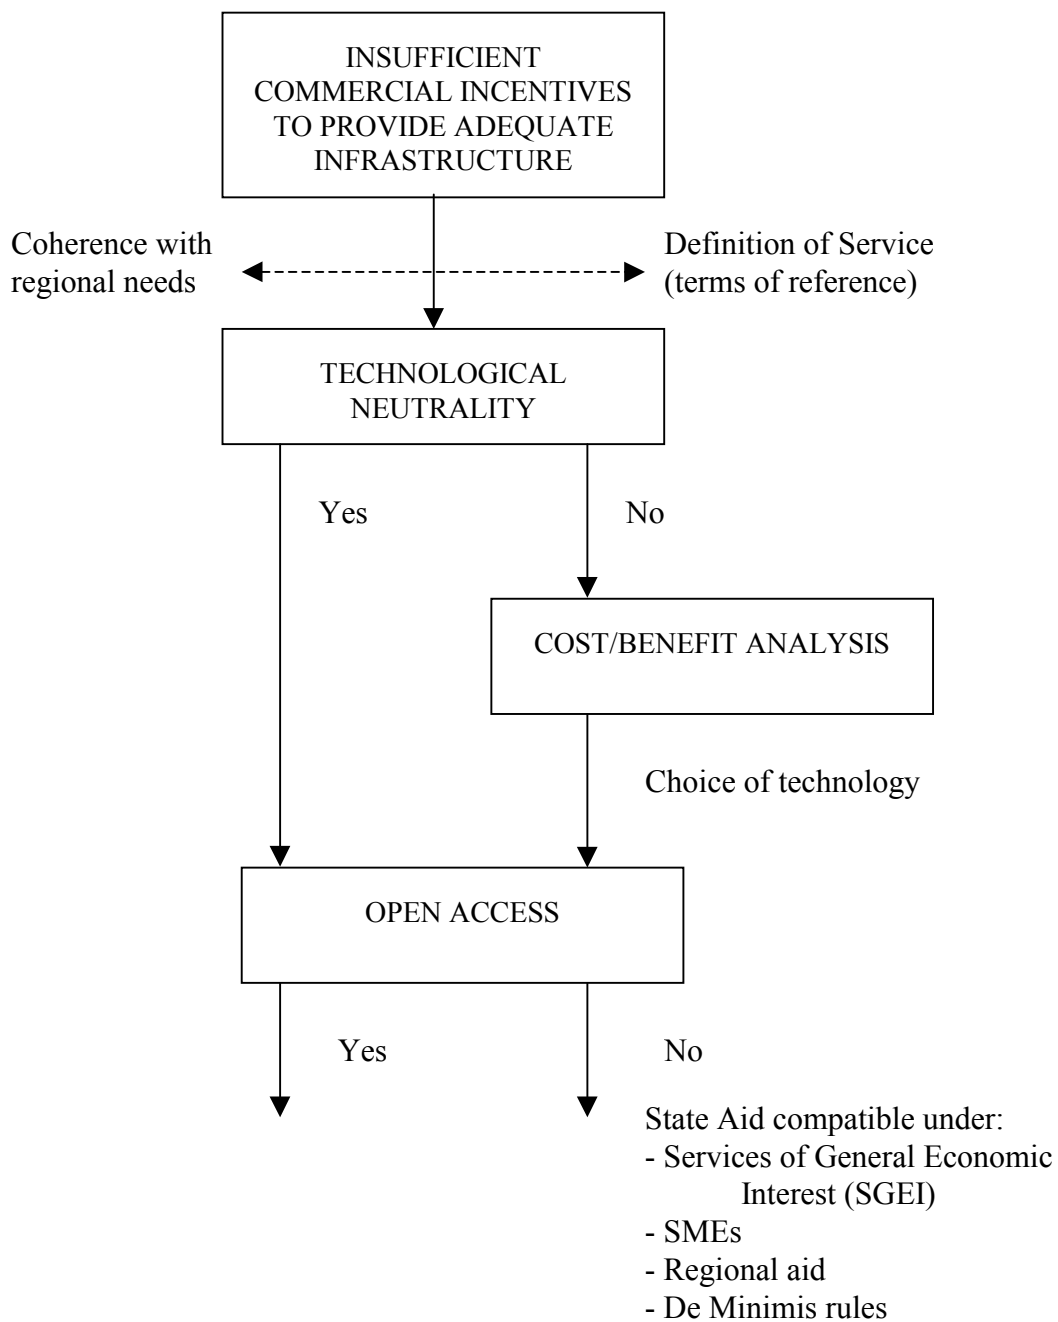 INSUFFICIENT
COMMERCIAL INCENTIVES
TO PROVIDE ADEQUATE
INFRASTRUCTURE
Coherence with
regional needs
Definition of Service
(terms of reference)
TECHNOLOGICAL
NEUTRALITY
Yes
No
COST/BENEFIT ANALYSIS
Choice of technology
OPEN ACCESS
Yes
No
State Aid compatible under:
- Services of General Economic
Interest (SGEI)
- SMEs
- Regional aid
- De Minimis rules